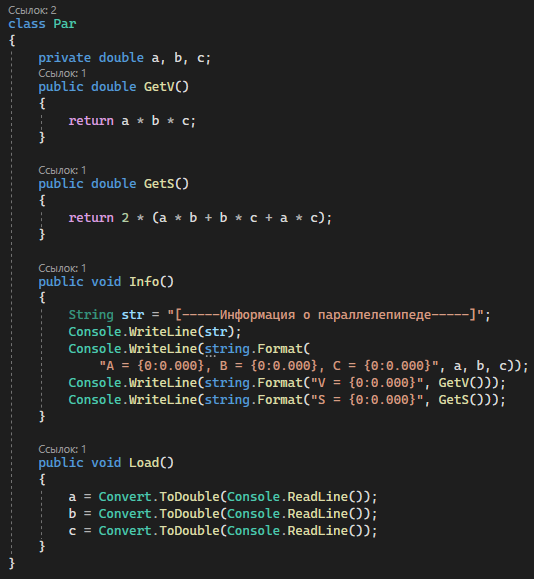 Ссылок: 2
class Par
{
private double a, b, c;
Ссылок: 1
public double GetV()
{
return a * b * c;
}
Ссылок: 1
public double GetS()
{
return 2 * (a * b + b * c + a * c);
}
Ссылок: 1
public void Info()
{
String str = "[-----Информация о параллелепипеде-----]";
Console.WriteLine(str);
Console.WriteLine(string.Format(
"A = {0:0.000}, B = {0:0.000}, C = {0:0.000}", a, b, c));
Console.WriteLine(string.Format("V = {0:0.000}", GetV()));
Console.WriteLine(string.Format("S = {0:0.000}", GetS()));
}
Ссылок: 1
public void Load()
{
a = Convert.ToDouble(Console.ReadLine());
b = Convert.ToDouble(Console.ReadLine());
c = Convert.ToDouble(Console.ReadLine());
}
}